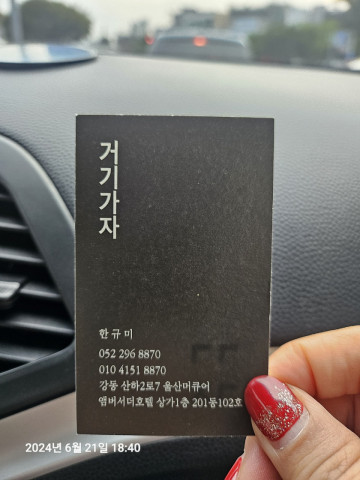 거기가자
한규미
052 296 8870
010 4151 8870
강동 산하2로7 울산머큐어
앰버서더호텔 상가1층 201동102호
2024년 6월 21일 18:40